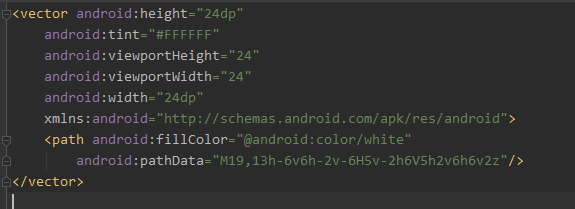 <vector android:height="24dp"
android:tint="#FFFFFF"
android:viewportHeight="24"
android:viewportWidth="24"
android:width="24dp"
xmlns:android="http://schemas.android.com/apk/res/android">
<path android:fillColor="@android:color/white"
android:pathData="M19,13h-6v6h-2v-6H5v-2h6V5h2v6h6v2z"/>
</vector>